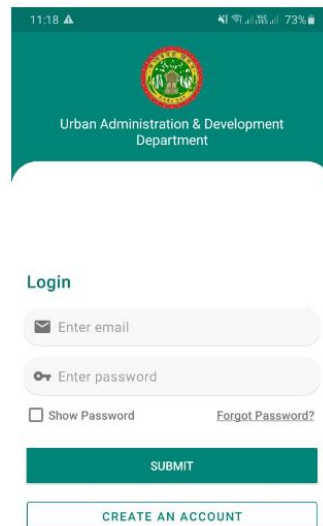 11:18
73%
Urban Administration & Development
Department
Login
Enter email
Enter password
Show Password
Forgot Password?
SUBMIT
CREATE AN ACCOUNT